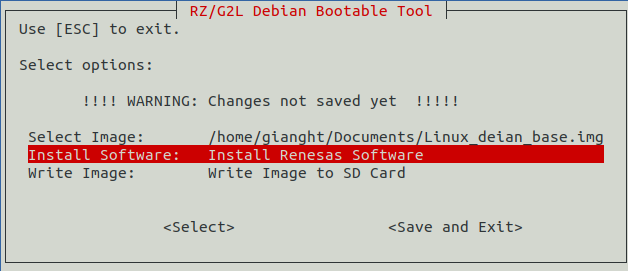 RZ/G2L Debian Bootable Tool
Use [ESC] to exit.
Select options:
!!!! WARNING: Changes not saved yet !!!!!
Select Image: /home/gianght/Documents/Linux_deian_base.img
Install Software: Install Renesas Software
Write Image: Write Image to SD Card
<Select> <Save and Exit>